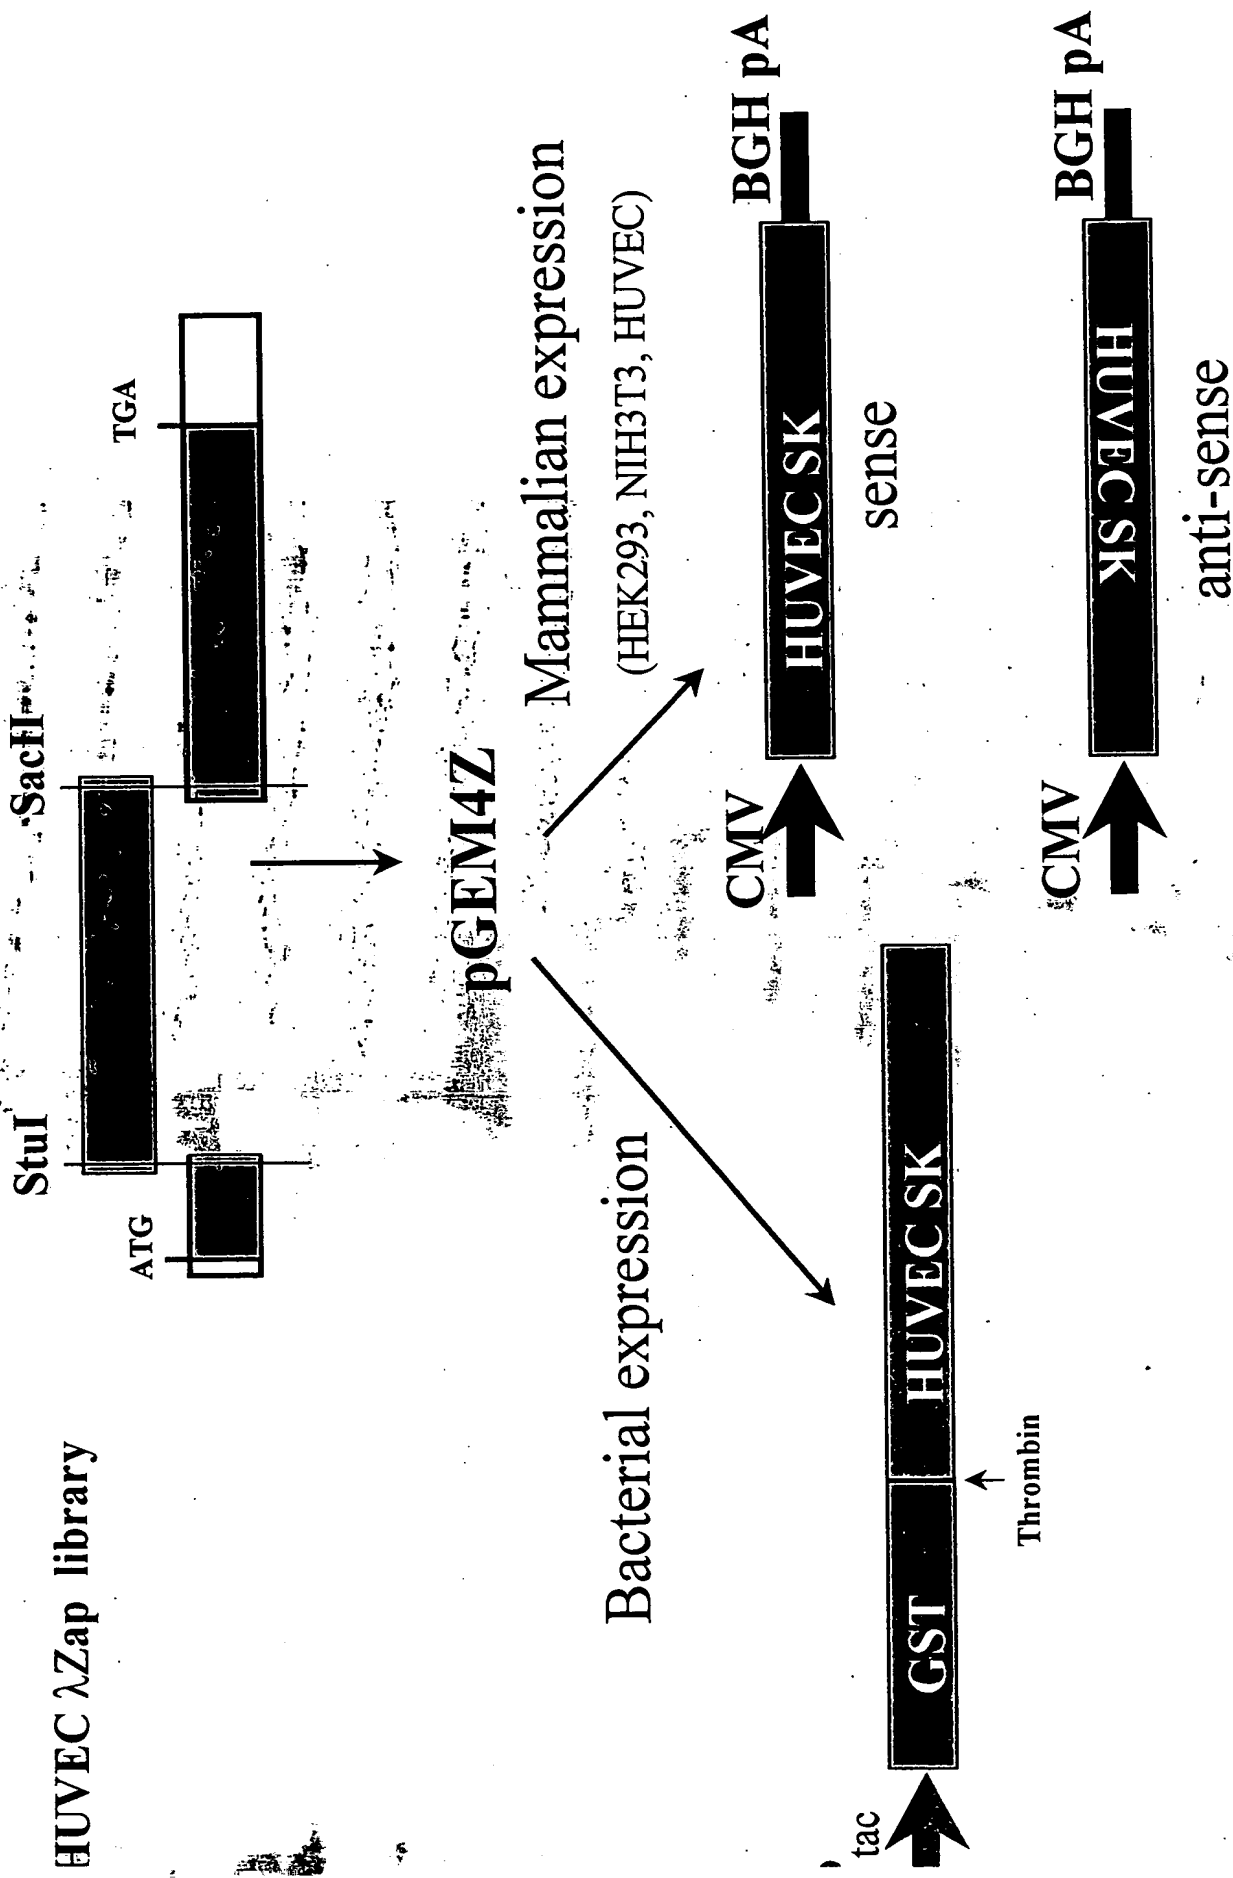 HUVEC λZap library
StuI
SacII
ATG
TGA
pGEM4Z
Bacterial expression
Mammalian expression
(HEK293, NIH3T3, HUVEC)
tac
GST
HUVEC SK
Thrombin
CMV
HUVEC SK
BGH pA
sense
CMV
HUVEC SK
BGH pA
anti-sense